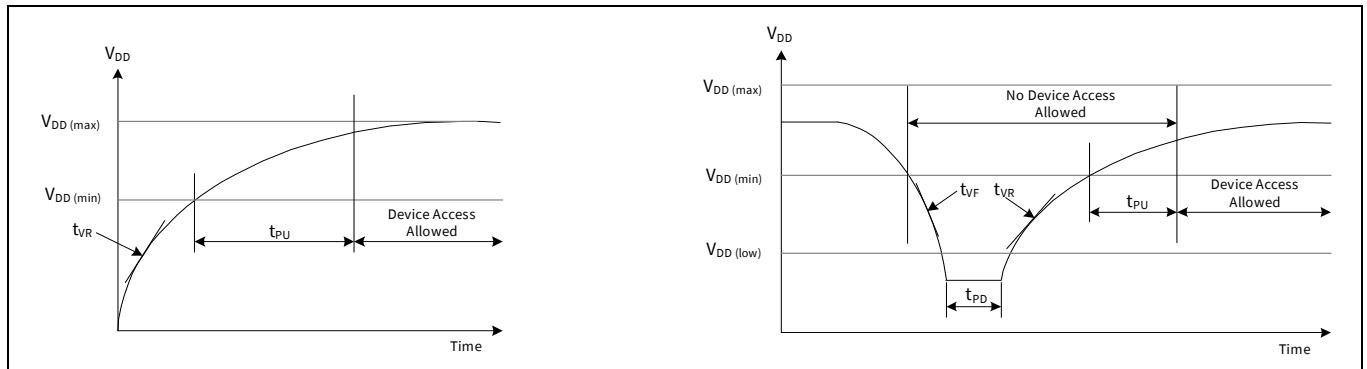 VDD
VDD (max)
VDD (min)
tVR
tPU
Device Access
Allowed
Time
VDD
VDD (max)
No Device Access
Allowed
VDD (min)
tVF
tVR
tPU
Device Access
Allowed
VDD (low)
tPD
Time